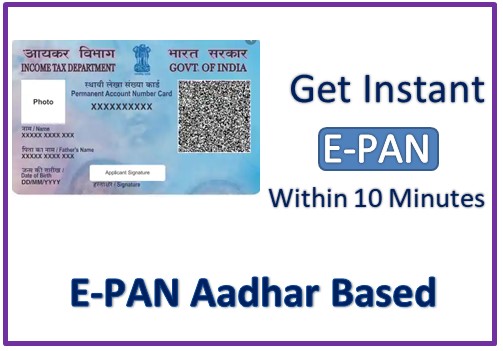 आयकर विभाग
INCOME TAX DEPARTMENT
भारत सरकार
GOVT. OF INDIA
स्थायी लेखा संख्या कार्ड
Permanent Account Number Card
XXXXXXXXXX
Photo
नाम / Name
XXXXX XXXX XXX
पिता का नाम / Father's Name
XXXXX XXXX XXX
जन्म की तारीख /
Date of Birth
DD/MM/YYYY
Applicant Signature
हस्ताक्षर / Signature
Get Instant
E-PAN
Within 10 Minutes
E-PAN Aadhar Based